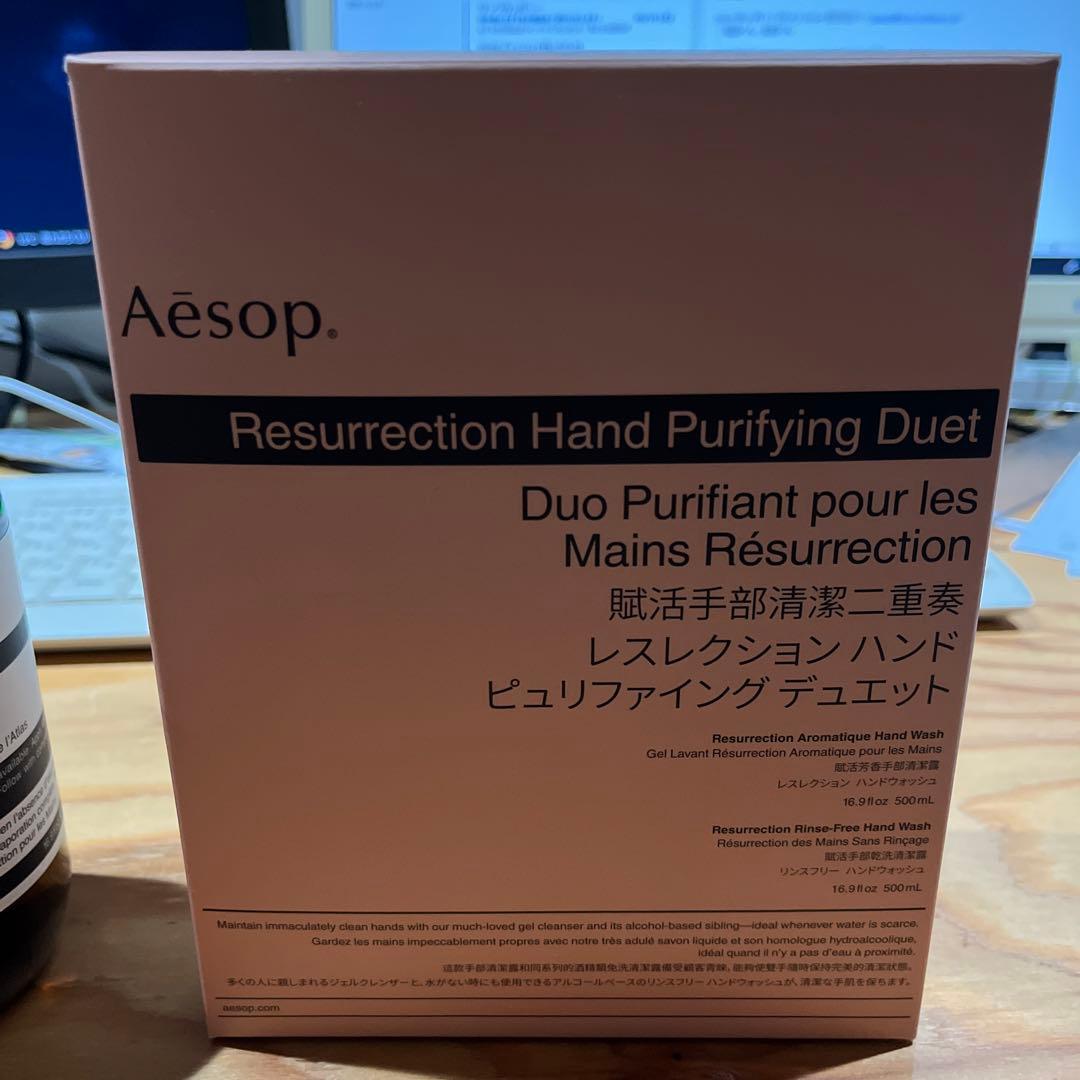 Aēsop®
Resurrection Hand Purifying Duet
Duo Purifiant pour les
Mains Résurrection
賦活手部清潔二重奏
レスレクション ハンド
ピュリファイング デュエット
Resurrection Aromatique Hand Wash
Gel Lavant Résurrection Aromatique pour les Mains
賦活芳香手部清潔露
レスレクション ハンドウォッシュ
16.9 fl oz 500 mL
Resurrection Rinse-Free Hand Wash
Résurrection des Mains Sans Rinçage
賦活手部乾洗清潔露
リンスフリー ハンドウォッシュ
16.9 fl oz 500 mL
Maintain immaculately clean hands with our much-loved gel cleanser and its alcohol-based sibling—ideal whenever water is scarce.
Gardez les mains impeccablement propres avec notre très adulé savon liquide et son homologue hydroalcoolique,
idéal quand il n'y a pas d'eau à proximité.
這款手部清潔露和同系列的酒精類免洗清潔露備受顧客青睞,能夠使雙手隨時保持完美的清潔狀態。
多くの人に親しまれるジェルクレンザーと、水がない時にも使用できるアルコールベースのリンスフリー ハンドウォッシュが、清潔な手肌を保ちます。
aesop.com
e l'Atlas
en l'absence